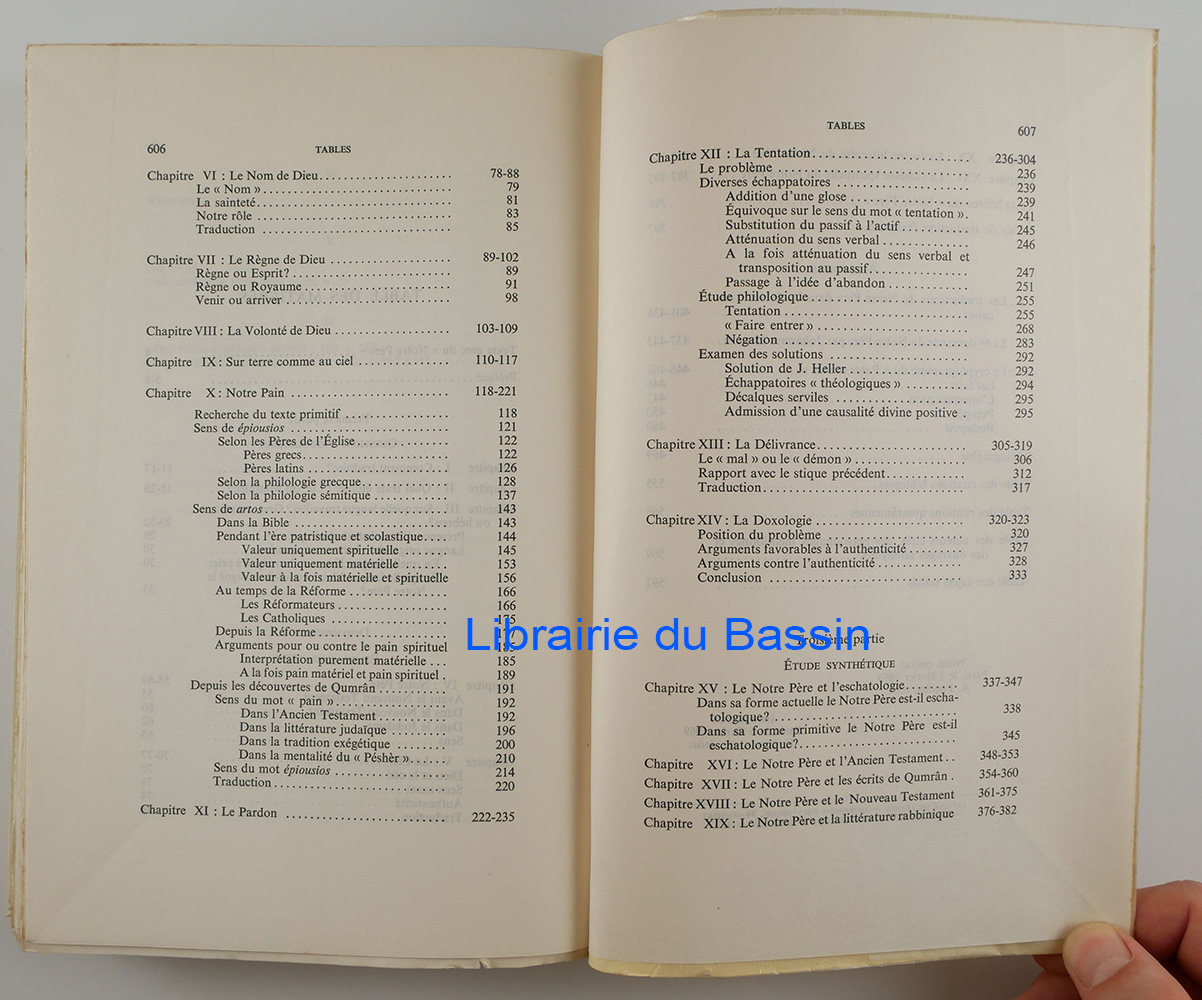 606 TABLES
Chapitre VI : Le Nom de Dieu.................... 78-88
Le « Nom »............................ 79
La sainteté............................. 81
Notre rôle ............................. 83
Traduction ............................ 85
Chapitre VII : Le Règne de Dieu .................. 89-102
Règne ou Esprit?........................ 89
Règne ou Royaume ...................... 91
Venir ou arriver ......................... 98
Chapitre VIII : La Volonté de Dieu ................. 103-109
Chapitre IX : Sur terre comme au ciel .............. 110-117
Chapitre X : Notre Pain ........................ 118-221
Recherche du texte primitif ................ 118
Sens de épiousios ........................ 121
Selon les Pères de l'Église.............. 122
Pères grecs........................ 122
Pères latins ....................... 126
Selon la philologie grecque............. 128
Selon la philologie sémitique ........... 137
Sens de artos............................ 143
Dans la Bible ........................ 143
Pendant l'ère patristique et scolastique.... 144
Valeur uniquement spirituelle ....... 145
Valeur uniquement matérielle ....... 153
Valeur à la fois matérielle et spirituelle 156
Au temps de la Réforme ............... 166
Les Réformateurs ................. 166
Les Catholiques .................. 175
Depuis la Réforme.................... 177
Arguments pour ou contre le pain spirituel 185
Interprétation purement matérielle ... 185
A la fois pain matériel et pain spirituel . 189
Depuis les découvertes de Qumrân ......... 191
Sens du mot « pain » .................. 192
Dans l'Ancien Testament ........... 192
Dans la littérature judaïque ......... 196
Dans la tradition exégétique ........ 200
Dans la mentalité du « Péshèr »...... 210
Sens du mot épiousios ................. 214
Traduction ........................... 220
Chapitre XI : Le Pardon ........................ 222-235
TABLES 607
Chapitre XII : La Tentation........................ 236-304
Le problème ............................ 236
Diverses échappatoires ................... 239
Addition d'une glose .................. 239
Équivoque sur le sens du mot « tentation ». 241
Substitution du passif à l'actif ........... 245
Atténuation du sens verbal ............. 246
A la fois atténuation du sens verbal et
transposition au passif.............. 247
Passage à l'idée d'abandon ............. 251
Étude philologique ....................... 255
Tentation ............................ 255
« Faire entrer » ....................... 268
Négation ............................ 283
Examen des solutions .................... 292
Solution de J. Heller ................... 292
Échappatoires « théologiques » .......... 294
Décalques serviles .................... 295
Admission d'une causalité divine positive . 295
Chapitre XIII : La Délivrance...................... 305-319
Le « mal » ou le « démon » ................ 306
Rapport avec le stique précédent............ 312
Traduction.............................. 317
Chapitre XIV : La Doxologie ...................... 320-323
Position du problème .................... 320
Arguments favorables à l'authenticité ........ 327
Arguments contre l'authenticité ............ 328
Conclusion ............................ 333
Troisième partie
ÉTUDE SYNTHÉTIQUE
Chapitre XV : Le Notre Père et l'eschatologie......... 337-347
Dans sa forme actuelle le Notre Père est-il escha-
tologique? ............................ 338
Dans sa forme primitive le Notre Père est-il
eschatologique?........................ 345
Chapitre XVI : Le Notre Père et l'Ancien Testament.. 348-353
Chapitre XVII : Le Notre Père et les écrits de Qumrân . 354-360
Chapitre XVIII : Le Notre Père et le Nouveau Testament 361-375
Chapitre XIX : Le Notre Père et la littérature rabbinique 376-382
Librairie du Bassin